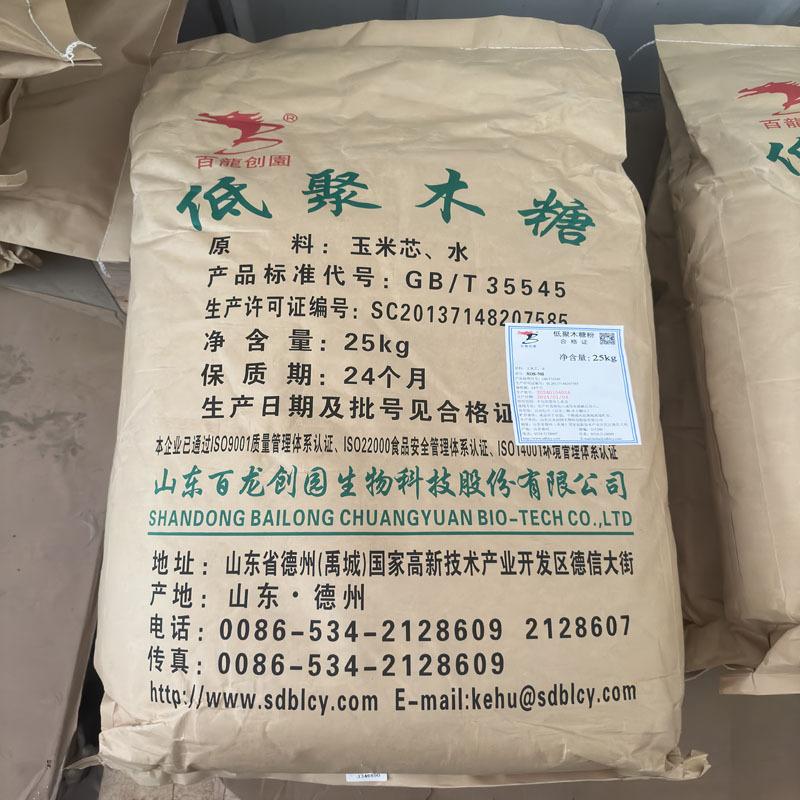 ®
百龍创園
低聚木糖
原 料：玉米芯、水
产品标准代号：GB/T 35545
生产许可证编号：SC20137148207585
净含量：25kg
保质期：24个月
生产日期及批号见合格证
本企业已通过ISO9001质量管理体系认证、ISO22000食品安全管理体系认证、ISO14001环境管理体系认证
山东百龙创园生物科技股份有限公司
SHANDONG BAILONG CHUANGYUAN BIO-TECH CO.,LTD
地址：山东省德州(禹城)国家高新技术产业开发区德信大街
产地：山东·德州
电话：0086-534-2128609 2128607
传真：0086-534-2128609
http://www.sdblcy.com E-mail:kehu@sdblcy.com
低聚木糖粉
合格证
净含量：25kg
百龍
低